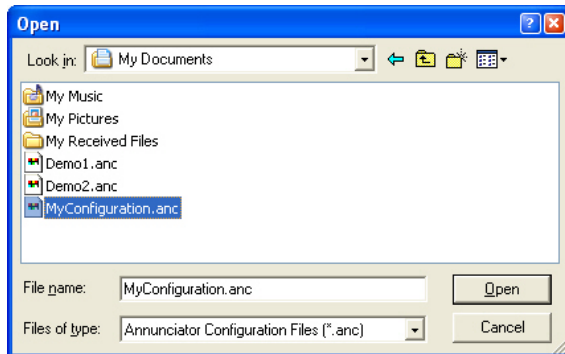 Open
Look in: My Documents
My Music
My Pictures
My Received Files
Demo1.anc
Demo2.anc
MyConfiguration.anc
File name: MyConfiguration.anc Open
Files of type: Annunciator Configuration Files (*.anc) Cancel